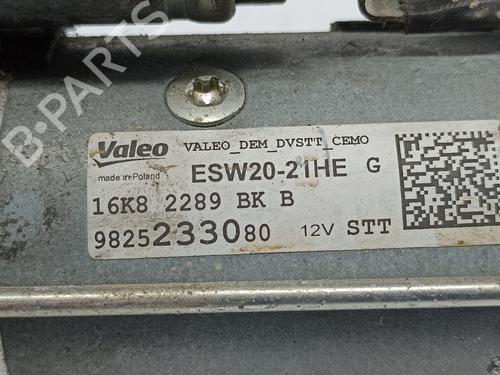 B-PARTS
Valeo VALEO_DEM_DVSTT_CEMO
made in Poland ESW20-21HE G
16K8 2289 BK B
9825233080 12V STT